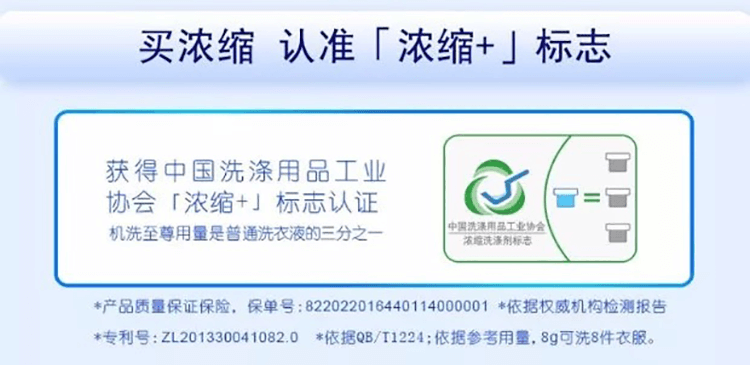 买浓缩 认准「浓缩+」标志
获得中国洗涤用品工业
协会「浓缩+」标志认证
机洗至尊用量是普通洗衣液的三分之一
中国洗涤用品工业协会
浓缩洗涤剂标志
*产品质量保证保险，保单号:822022016440114000001 *依据权威机构检测报告
*专利号:ZL201330041082.0 *依据QB/T1224;依据参考用量,8g可洗8件衣服。